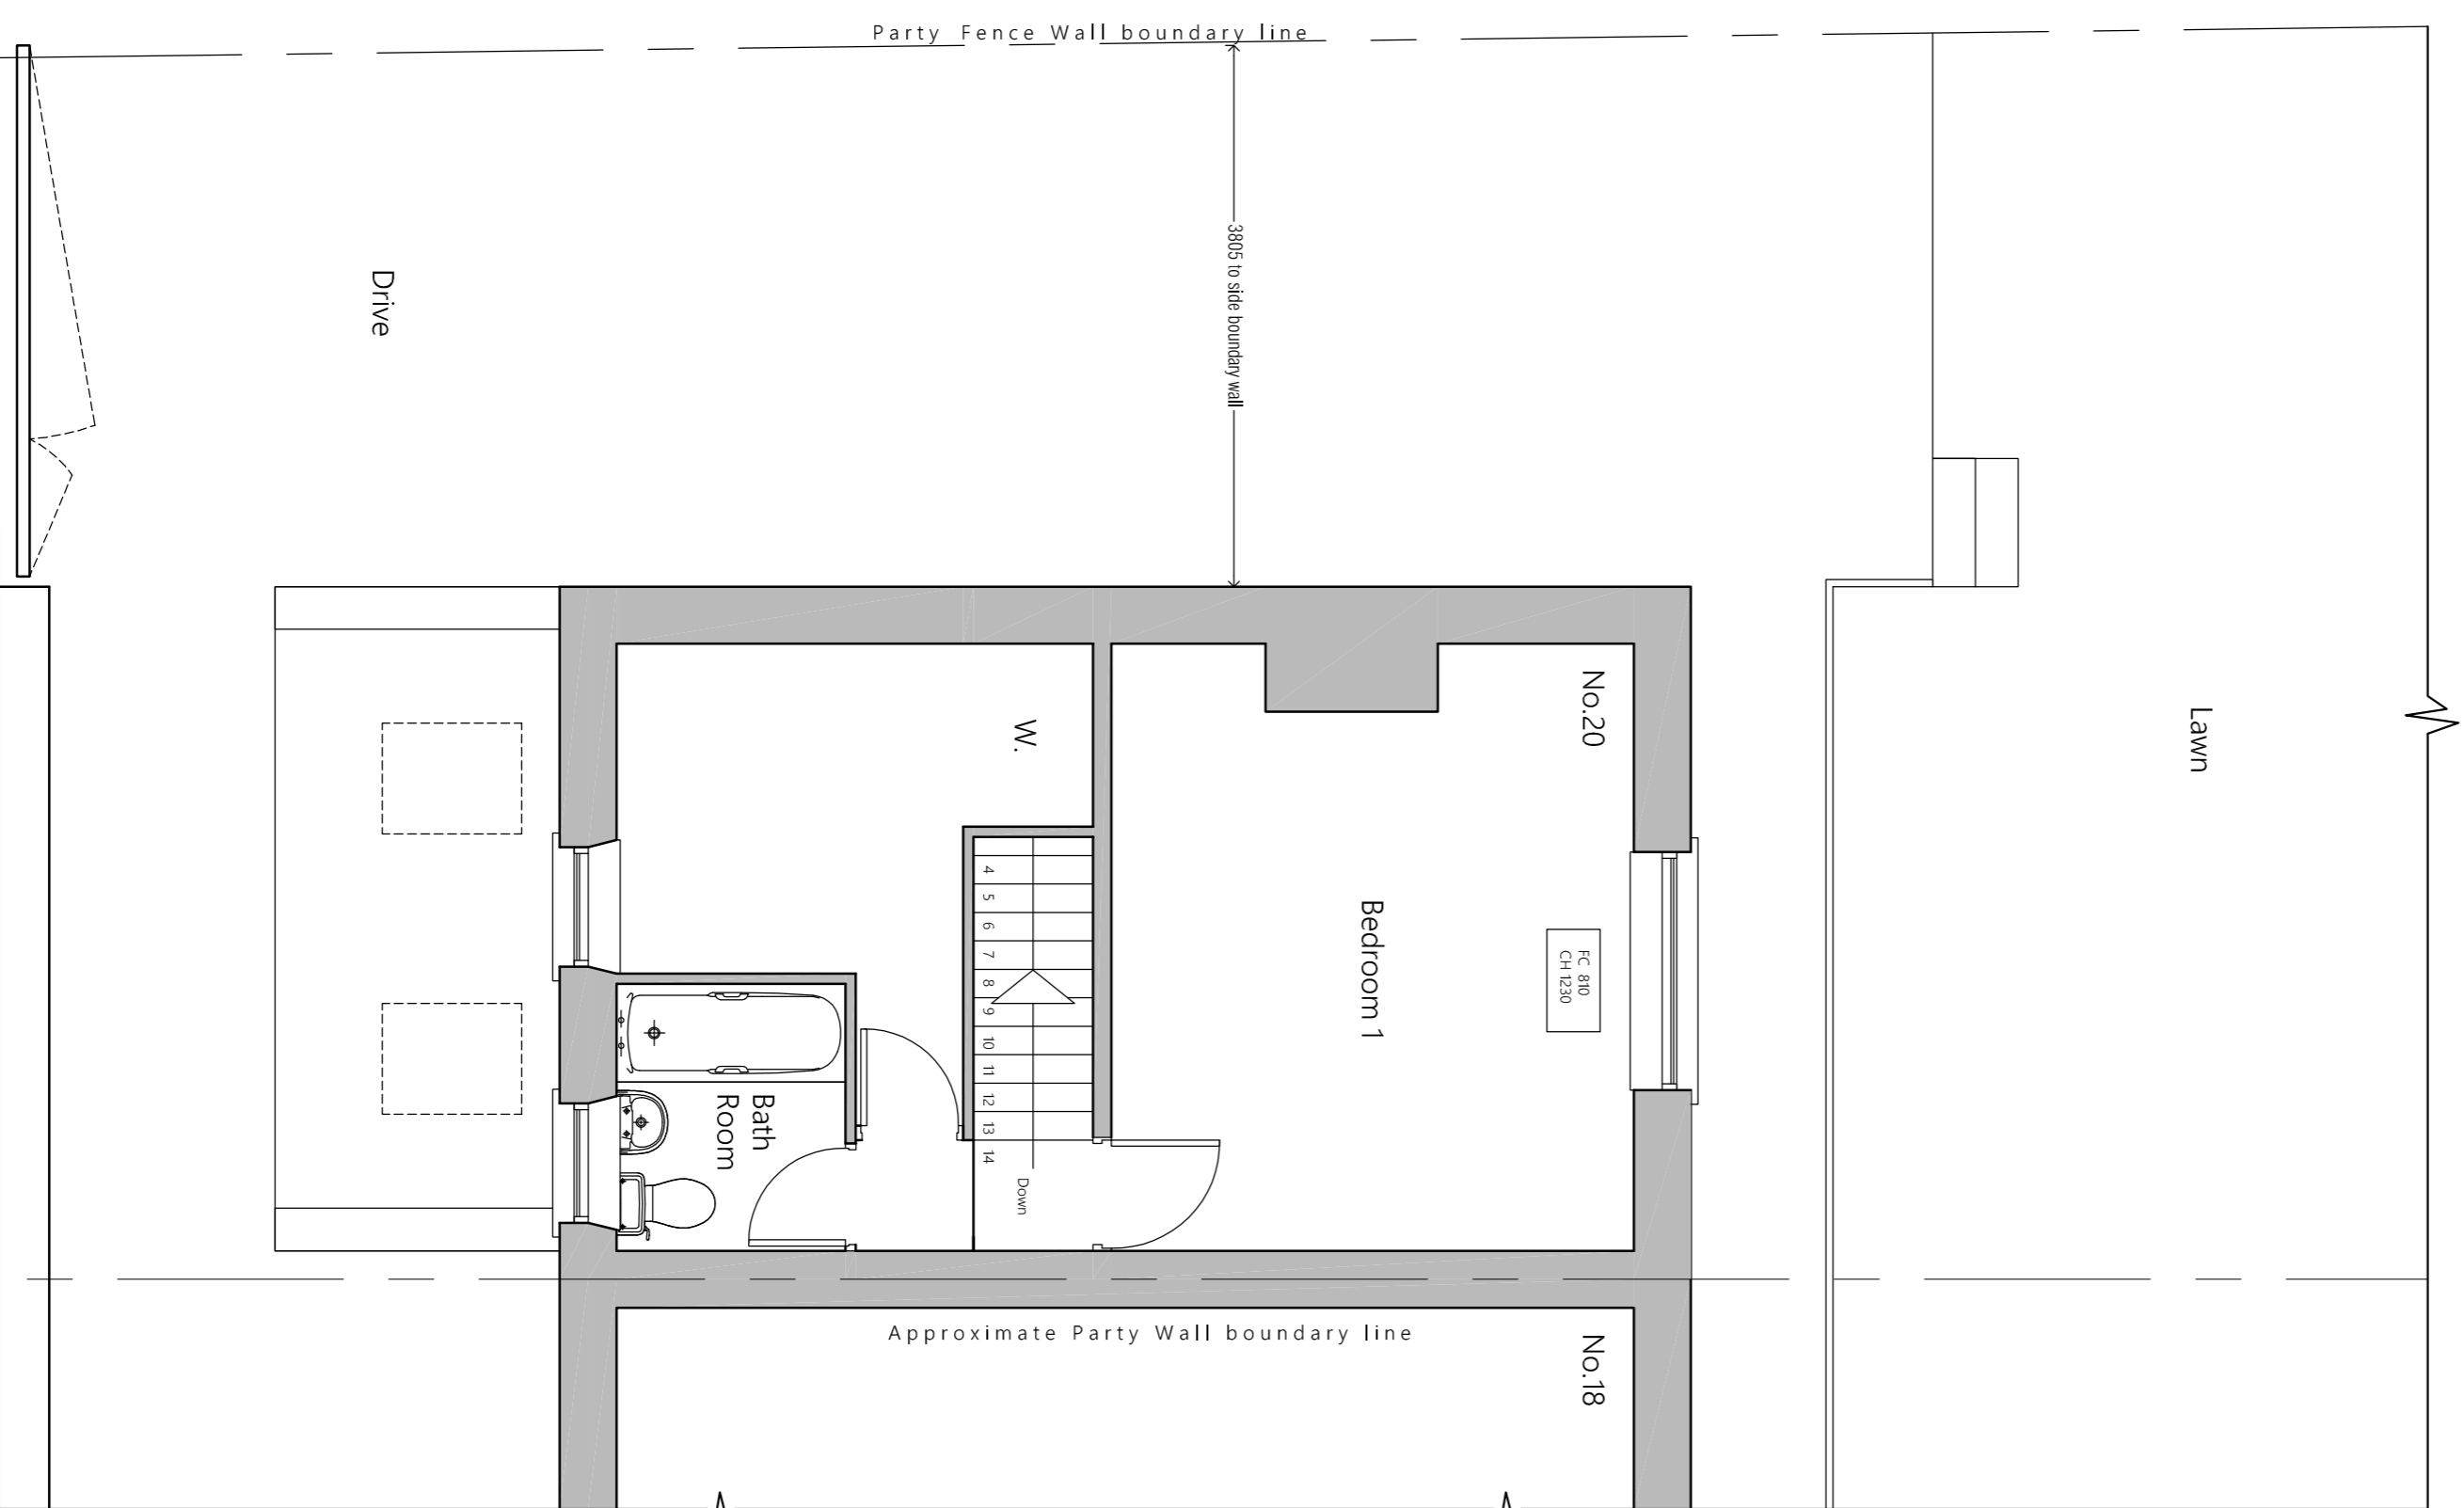 Party Fence Wall boundary line
3805 to side boundary wall
Drive
Lawn
No.20
W.
Bedroom 1
FC 810
CH 1230
4
5
6
7
8
9
10
11
12
13
14
Down
Bath
Room
Approximate Party Wall boundary line
No.18